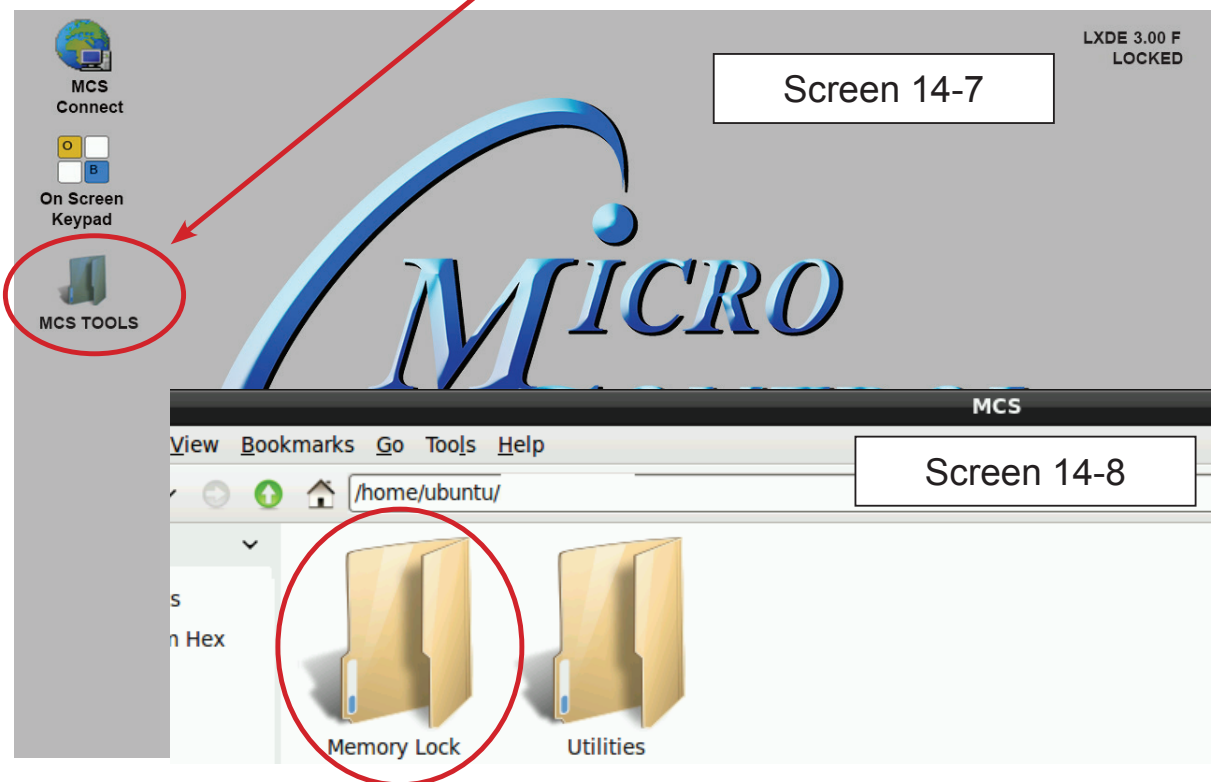 MCS
Connect
O
B
On Screen
Keypad
MCS TOOLS
Screen 14-7
LXDE 3.00 F
LOCKED
MICRO
MCS
View Bookmarks Go Tools Help
Screen 14-8
/home/ubuntu/
s
Hex
Memory Lock
Utilities